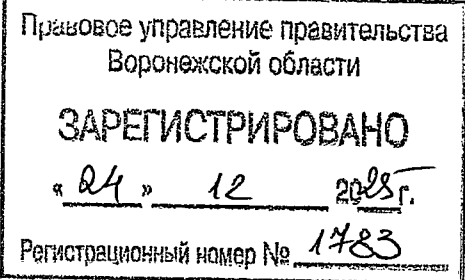 Правовое управление правительства
Воронежской области
ЗАРЕГИСТРИРОВАНО
« 24 » 12 2025 г.
Регистрационный номер № 1783